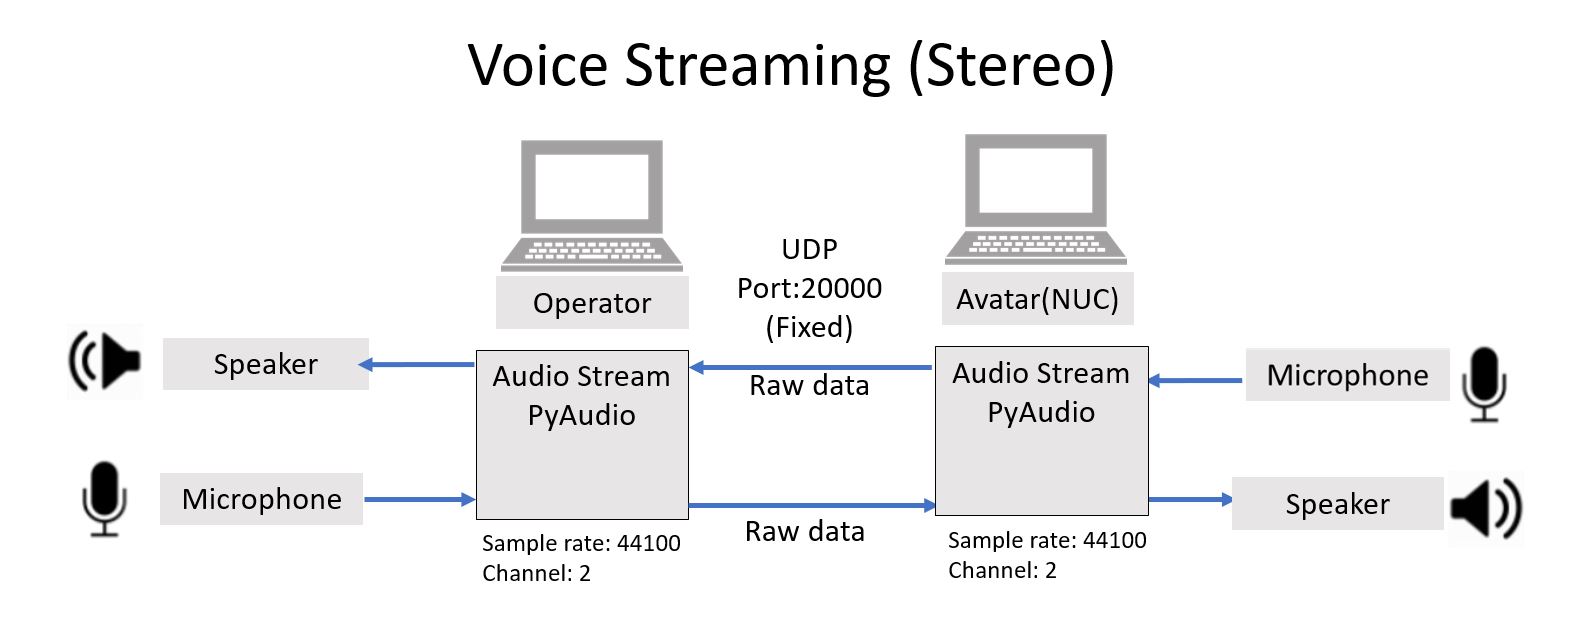 Voice Streaming (Stereo)
Operator
UDP
Port:20000
(Fixed)
Avatar(NUC)
Speaker
Audio Stream
PyAudio
Raw data
Audio Stream
PyAudio
Microphone
Microphone
Raw data
Speaker
Sample rate: 44100
Channel: 2
Sample rate: 44100
Channel: 2